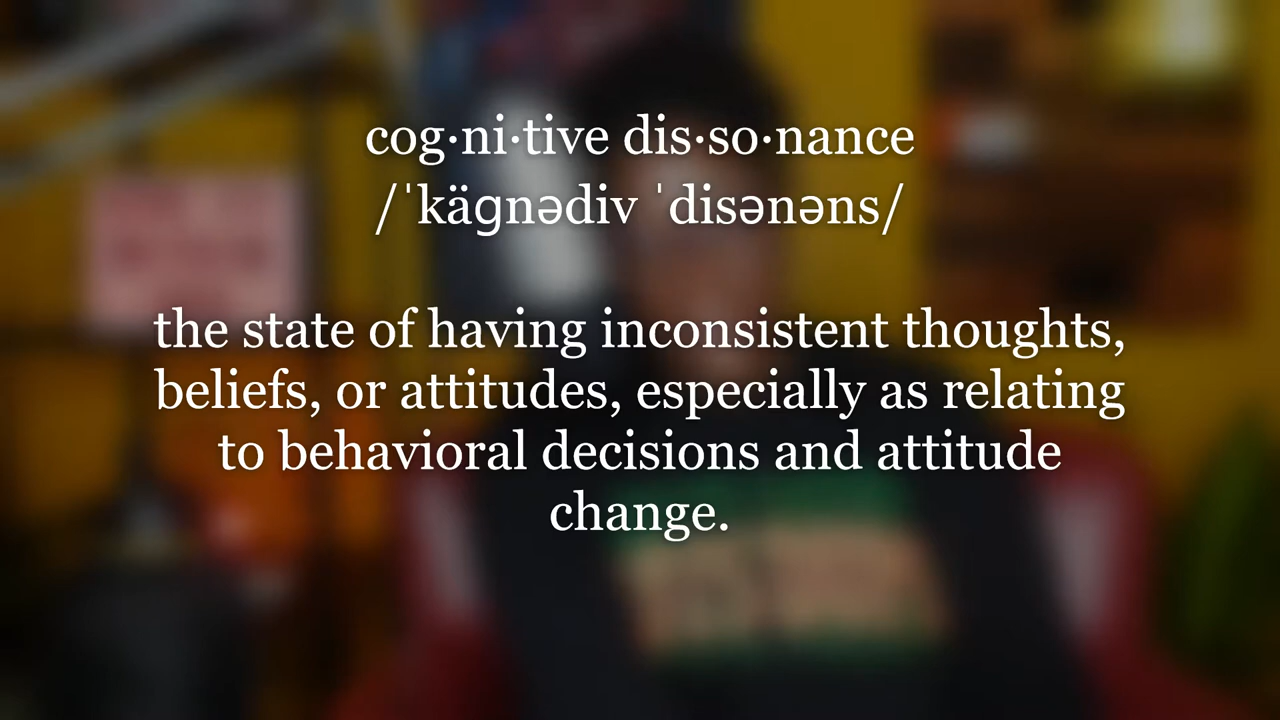 cog·ni·tive dis·so·nance
/ˈkäɡnədiv ˈdisənəns/
the state of having inconsistent thoughts,
beliefs, or attitudes, especially as relating
to behavioral decisions and attitude
change.